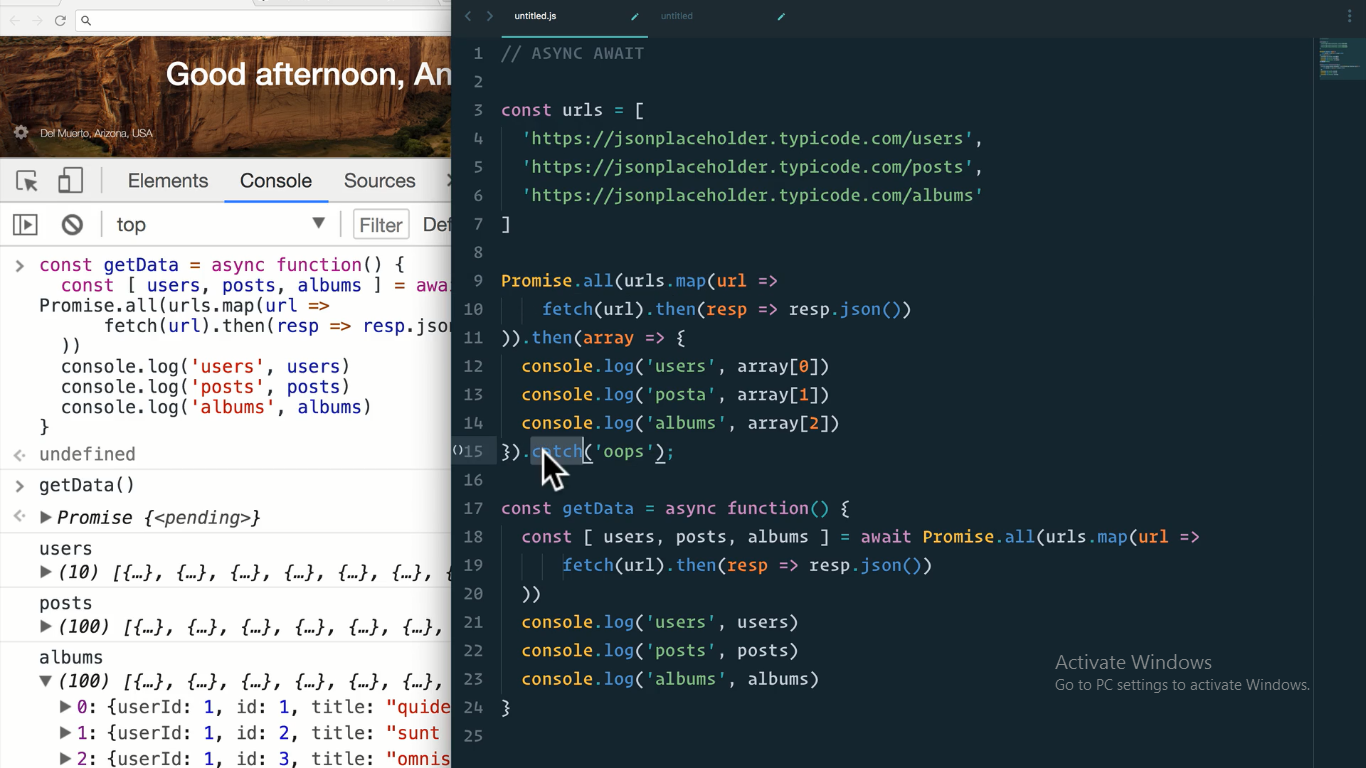 Good afternoon, An
Del Muerto, Arizona, USA
Elements Console Sources
top Filter Def
> const getData = async function() {
const [ users, posts, albums ] = awai
Promise.all(urls.map(url =>
fetch(url).then(resp => resp.json
))
console.log('users', users)
console.log('posts', posts)
console.log('albums', albums)
}
undefined
> getData()
Promise {<pending>}
users
(10) [{…}, {…}, {…}, {…}, {…}, {…}, {
posts
(100) [{…}, {…}, {…}, {…}, {…}, {…},
albums
(100) [{…}, {…}, {…}, {…}, {…}, {…},
0: {userId: 1, id: 1, title: "quide
1: {userId: 1, id: 2, title: "sunt
2: {userId: 1, id: 3, title: "omnis
untitled.js untitled
1 // ASYNC AWAIT
2
3 const urls = [
4 'https://jsonplaceholder.typicode.com/users',
5 'https://jsonplaceholder.typicode.com/posts',
6 'https://jsonplaceholder.typicode.com/albums'
7 ]
8
9 Promise.all(urls.map(url =>
10 fetch(url).then(resp => resp.json())
11 )).then(array => {
12 console.log('users', array[0])
13 console.log('posta', array[1])
14 console.log('albums', array[2])
15 }).catch('oops');
16
17 const getData = async function() {
18 const [ users, posts, albums ] = await Promise.all(urls.map(url =>
19 fetch(url).then(resp => resp.json())
20 ))
21 console.log('users', users)
22 console.log('posts', posts)
23 console.log('albums', albums)
24 }
25
Activate Windows
Go to PC settings to activate Windows.